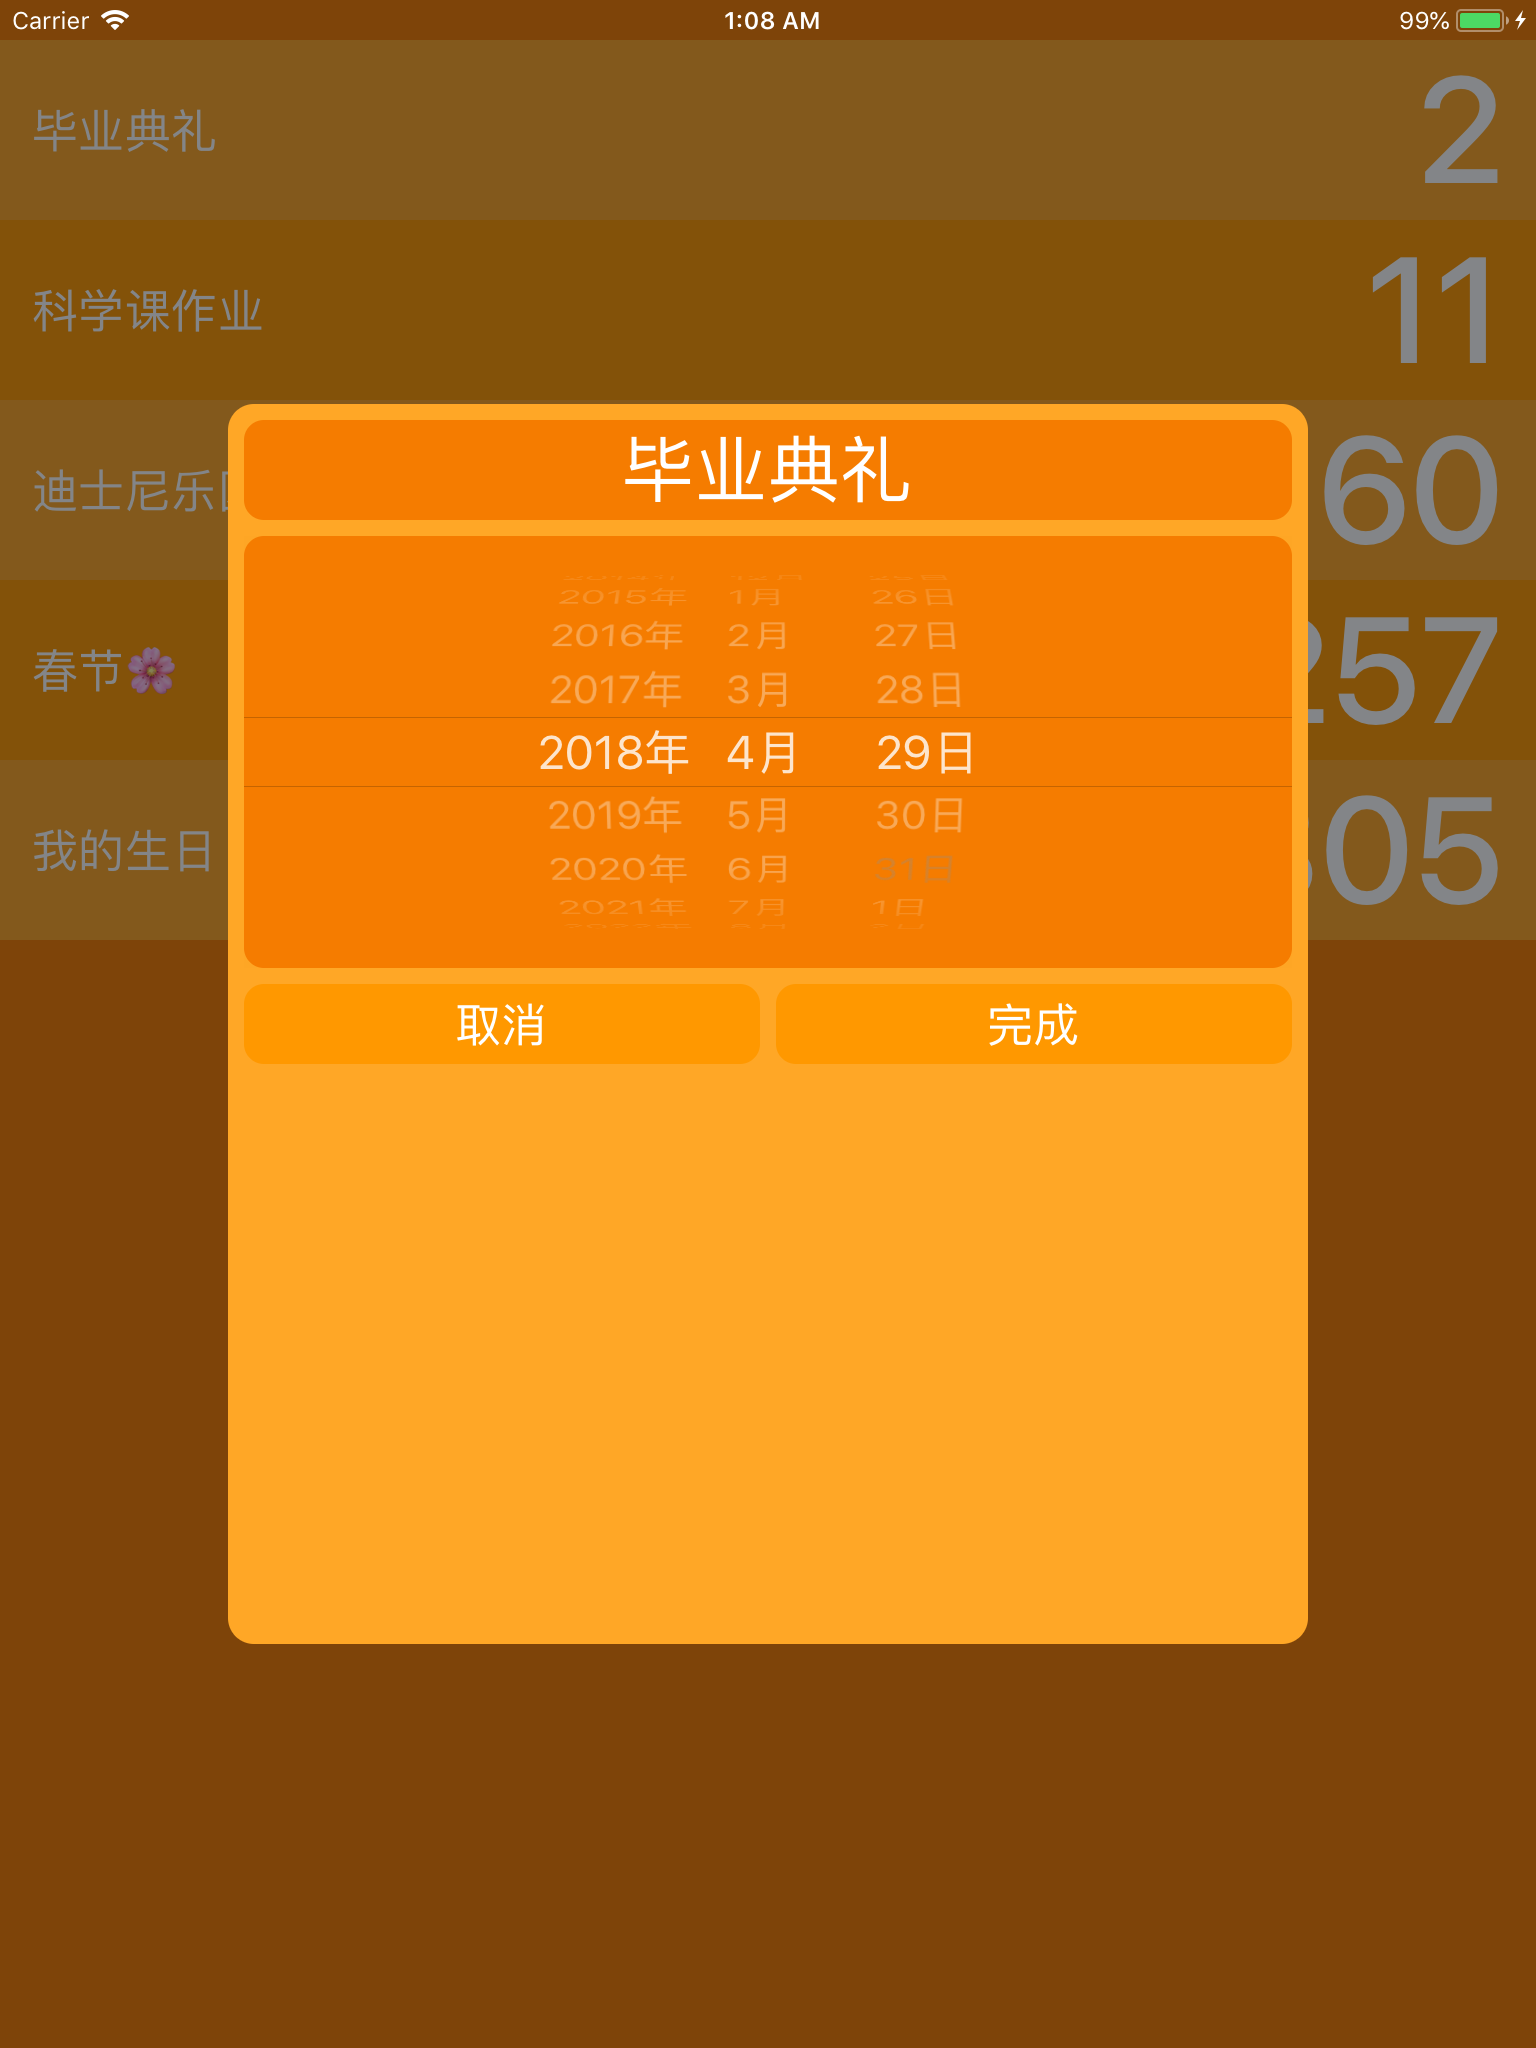 Carrier 1:08 AM 99%
毕业典礼 2
科学课作业 11
迪士尼乐 60
春节🌸 257
我的生日 05
毕业典礼
2015年 1月 26日
2016年 2月 27日
2017年 3月 28日
2018年 4月 29日
2019年 5月 30日
2020年 6月 31日
2021年 7月 1日
取消 完成